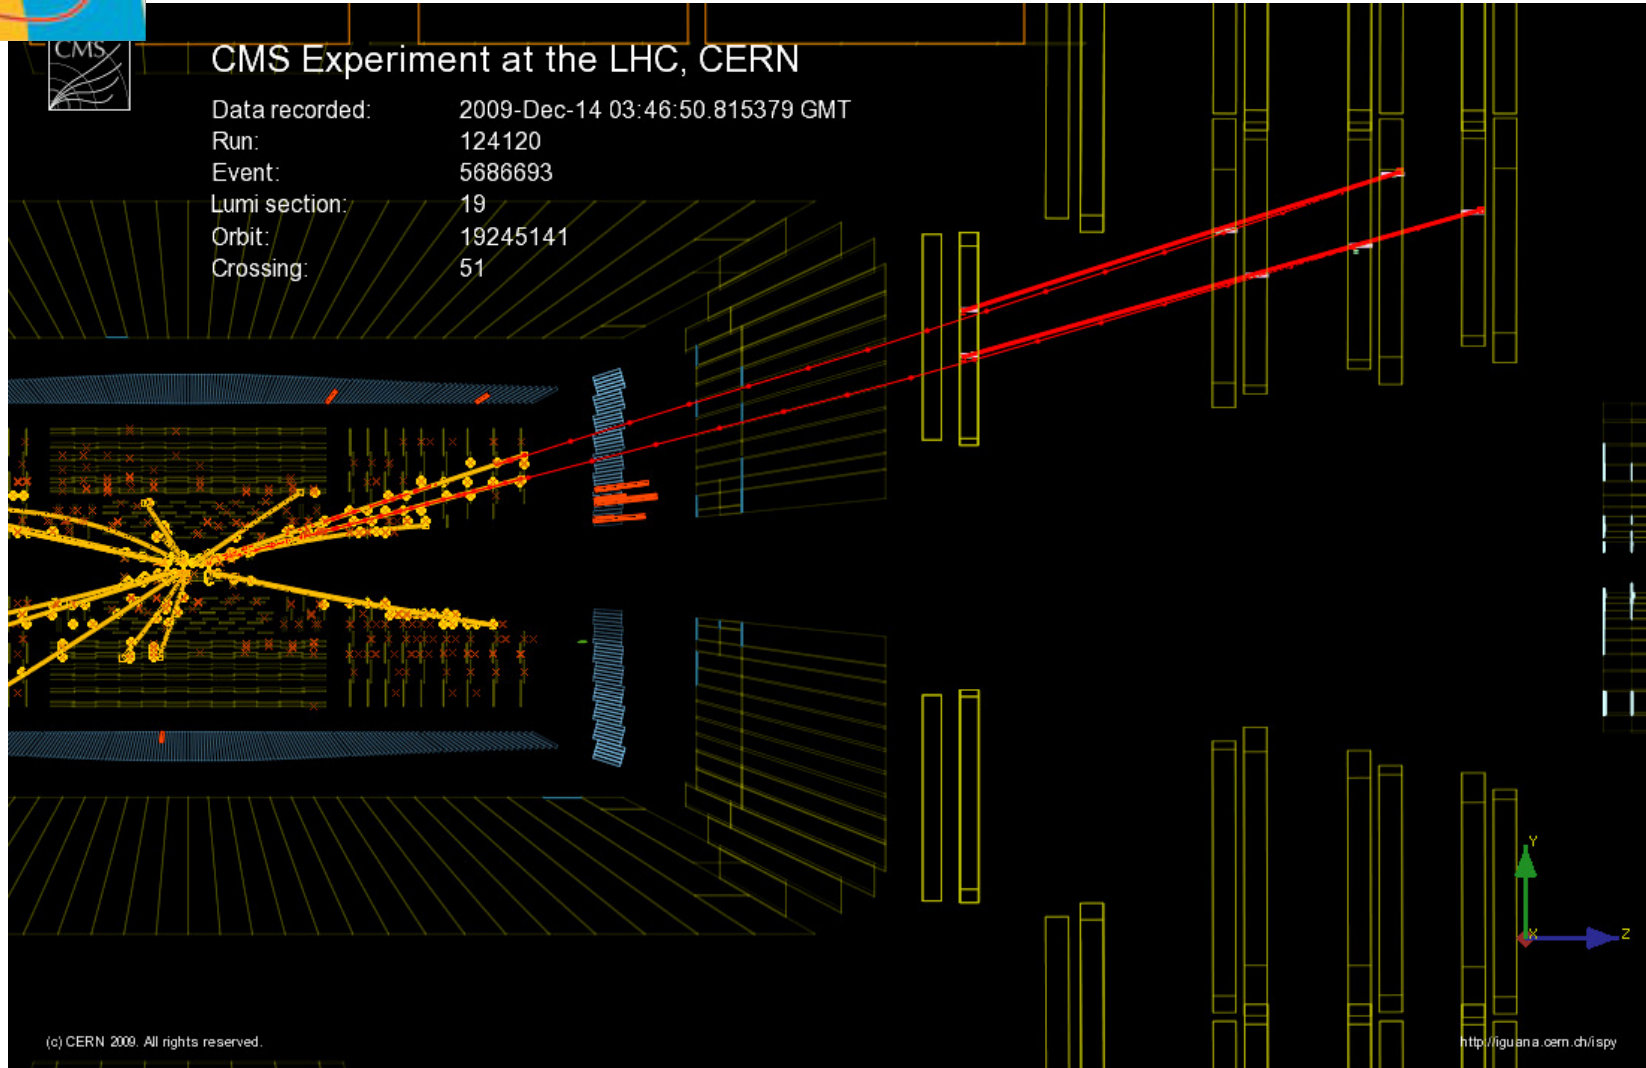 CMS
CMS Experiment at the LHC, CERN
Data recorded: 2009-Dec-14 03:46:50.815379 GMT
Run: 124120
Event: 5686693
Lumi section: 19
Orbit: 19245141
Crossing: 51
Y
X
Z
(c) CERN 2009. All rights reserved.
http://iguana.cern.ch/ispy